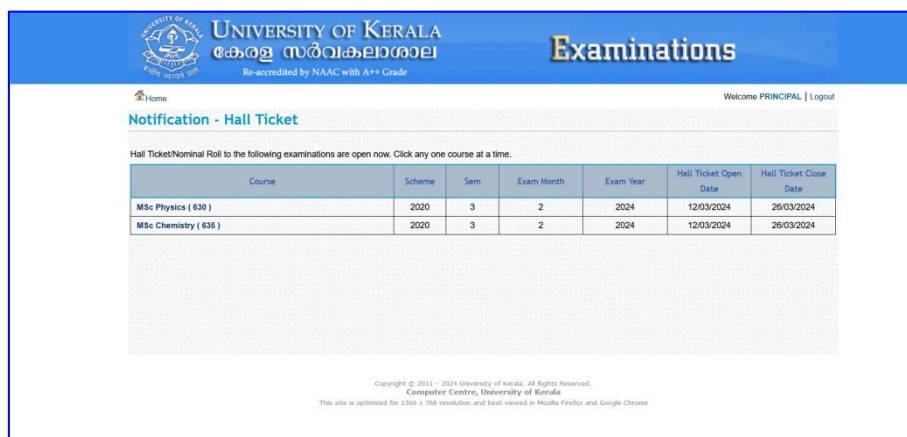 UNIVERSITY OF KERALA
കേരള സർവകലാശാല
Re-accredited by NAAC with A++ Grade
Examinations
Home
Welcome PRINCIPAL | Logout
Notification - Hall Ticket
Hall Ticket/Nominal Roll to the following examinations are open now. Click any one course at a time.
Course Scheme Sem Exam Month Exam Year Hall Ticket Open Date Hall Ticket Close Date
MSc Physics ( 630 ) 2020 3 2 2024 12/03/2024 26/03/2024
MSc Chemistry ( 635 ) 2020 3 2 2024 12/03/2024 26/03/2024
Copyright © 2011 - 2024 University of Kerala. All Rights Reserved.
Computer Centre, University of Kerala
This site is optimized for 1366 x 768 resolution and best viewed in Mozilla Firefox and Google Chrome